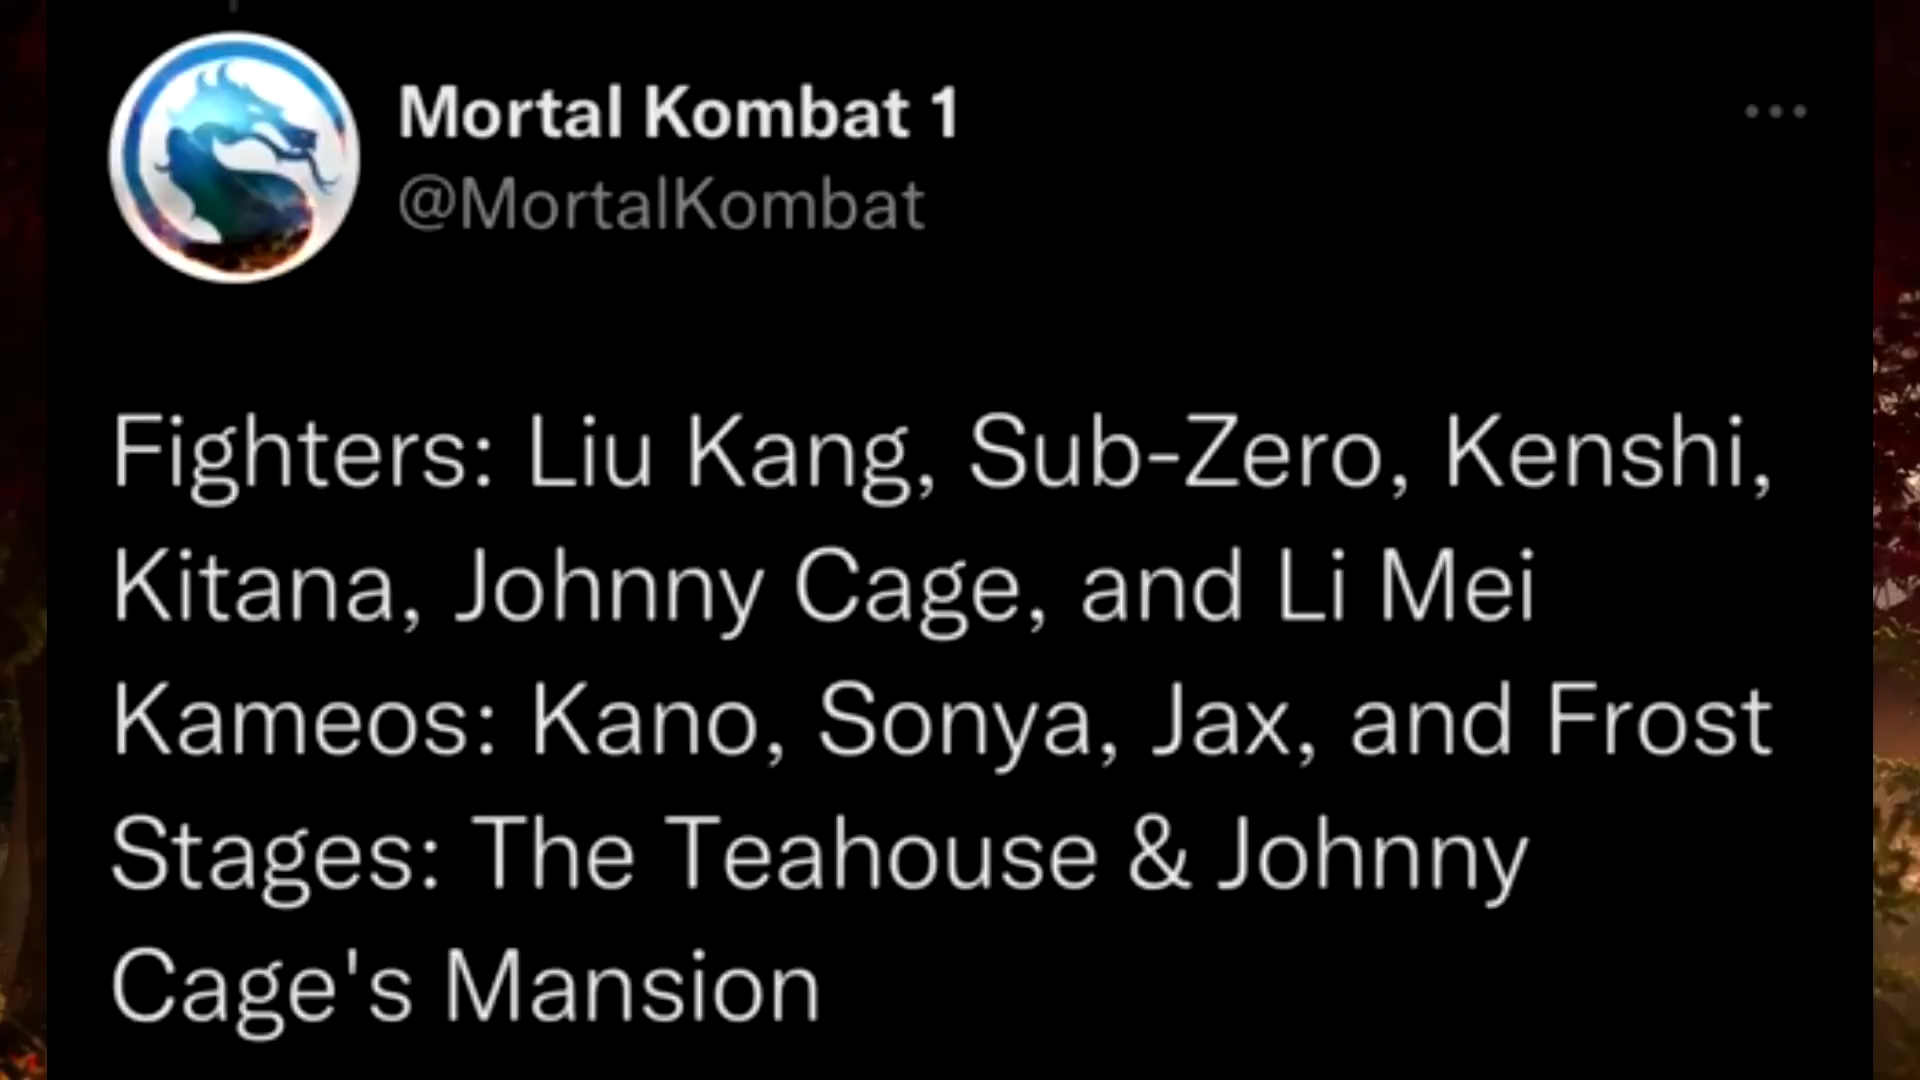 Mortal Kombat 1
@MortalKombat
Fighters: Liu Kang, Sub-Zero, Kenshi,
Kitana, Johnny Cage, and Li Mei
Kameos: Kano, Sonya, Jax, and Frost
Stages: The Teahouse & Johnny
Cage's Mansion